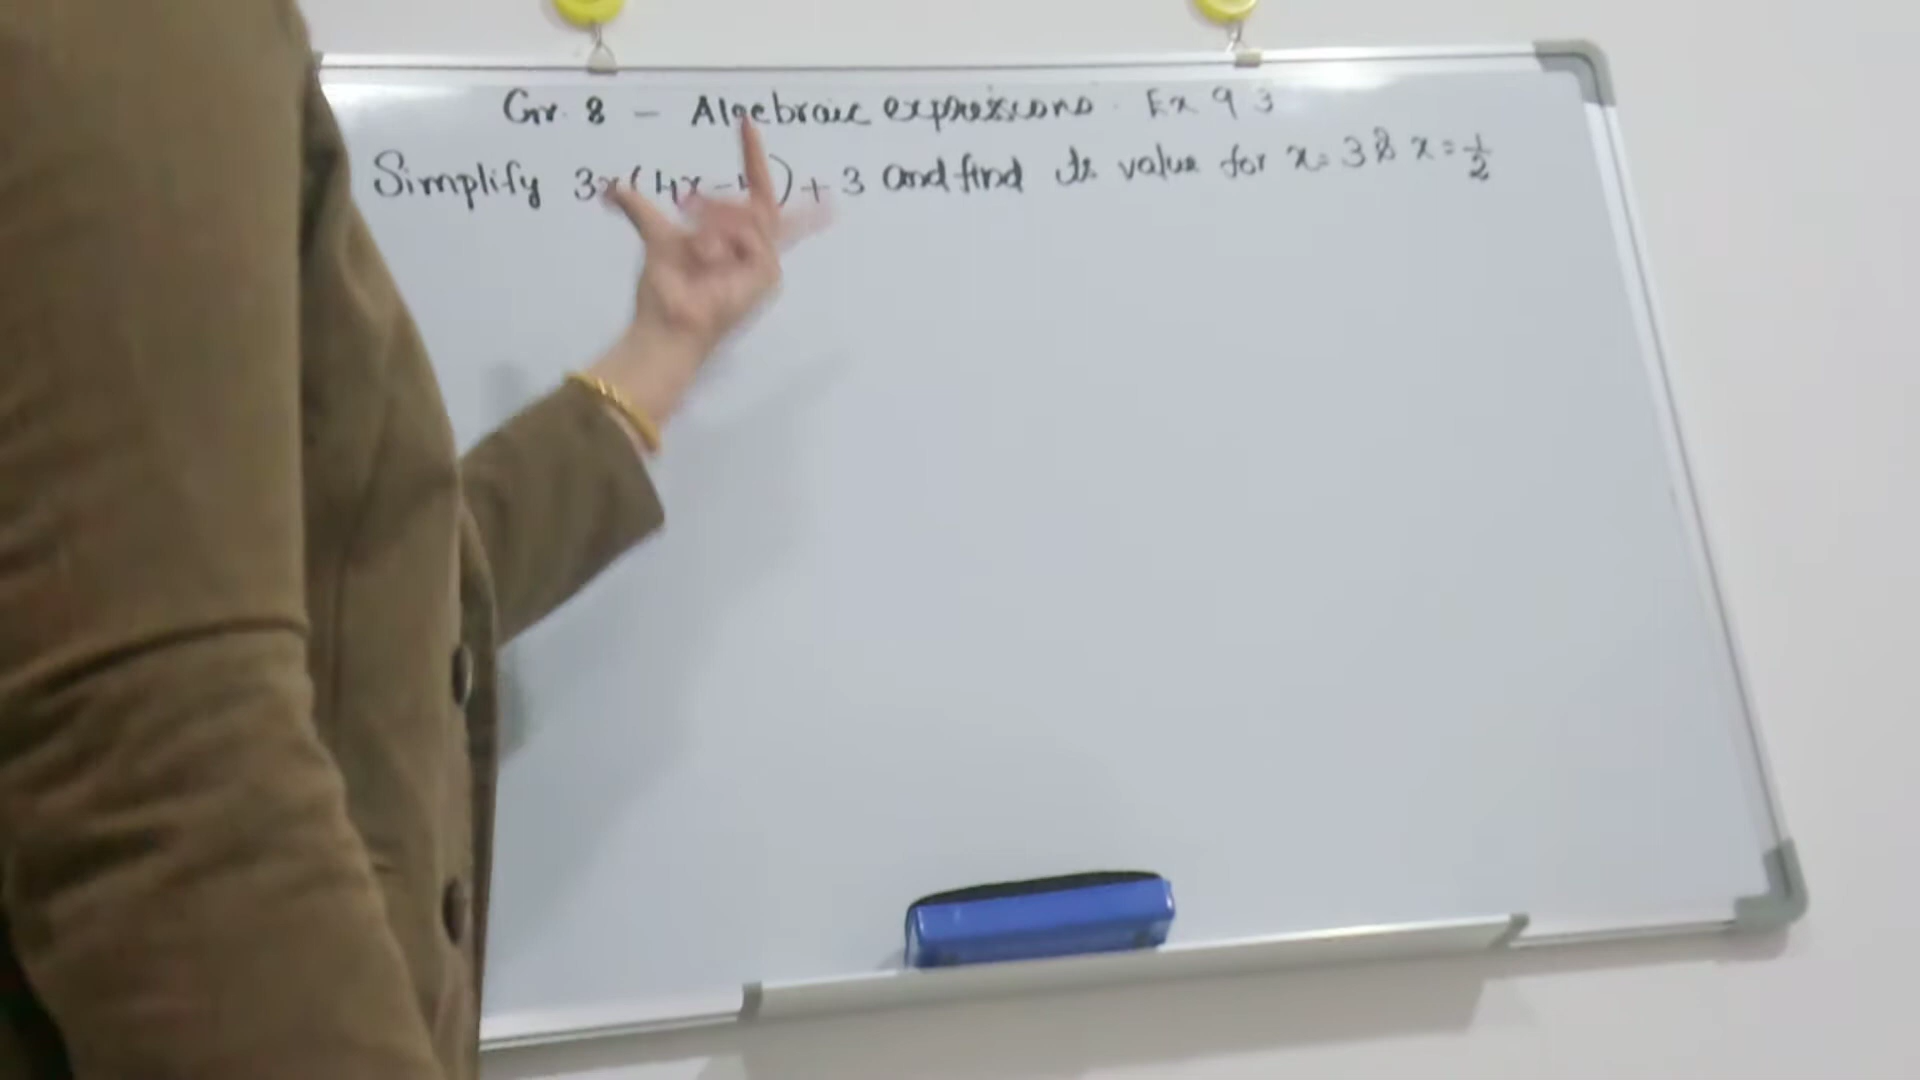 Gr. 8 - Algebraic expressions. Ex 9 3
Simplify 3x(4x- )+3 and find its value for x=3 & x=1/2